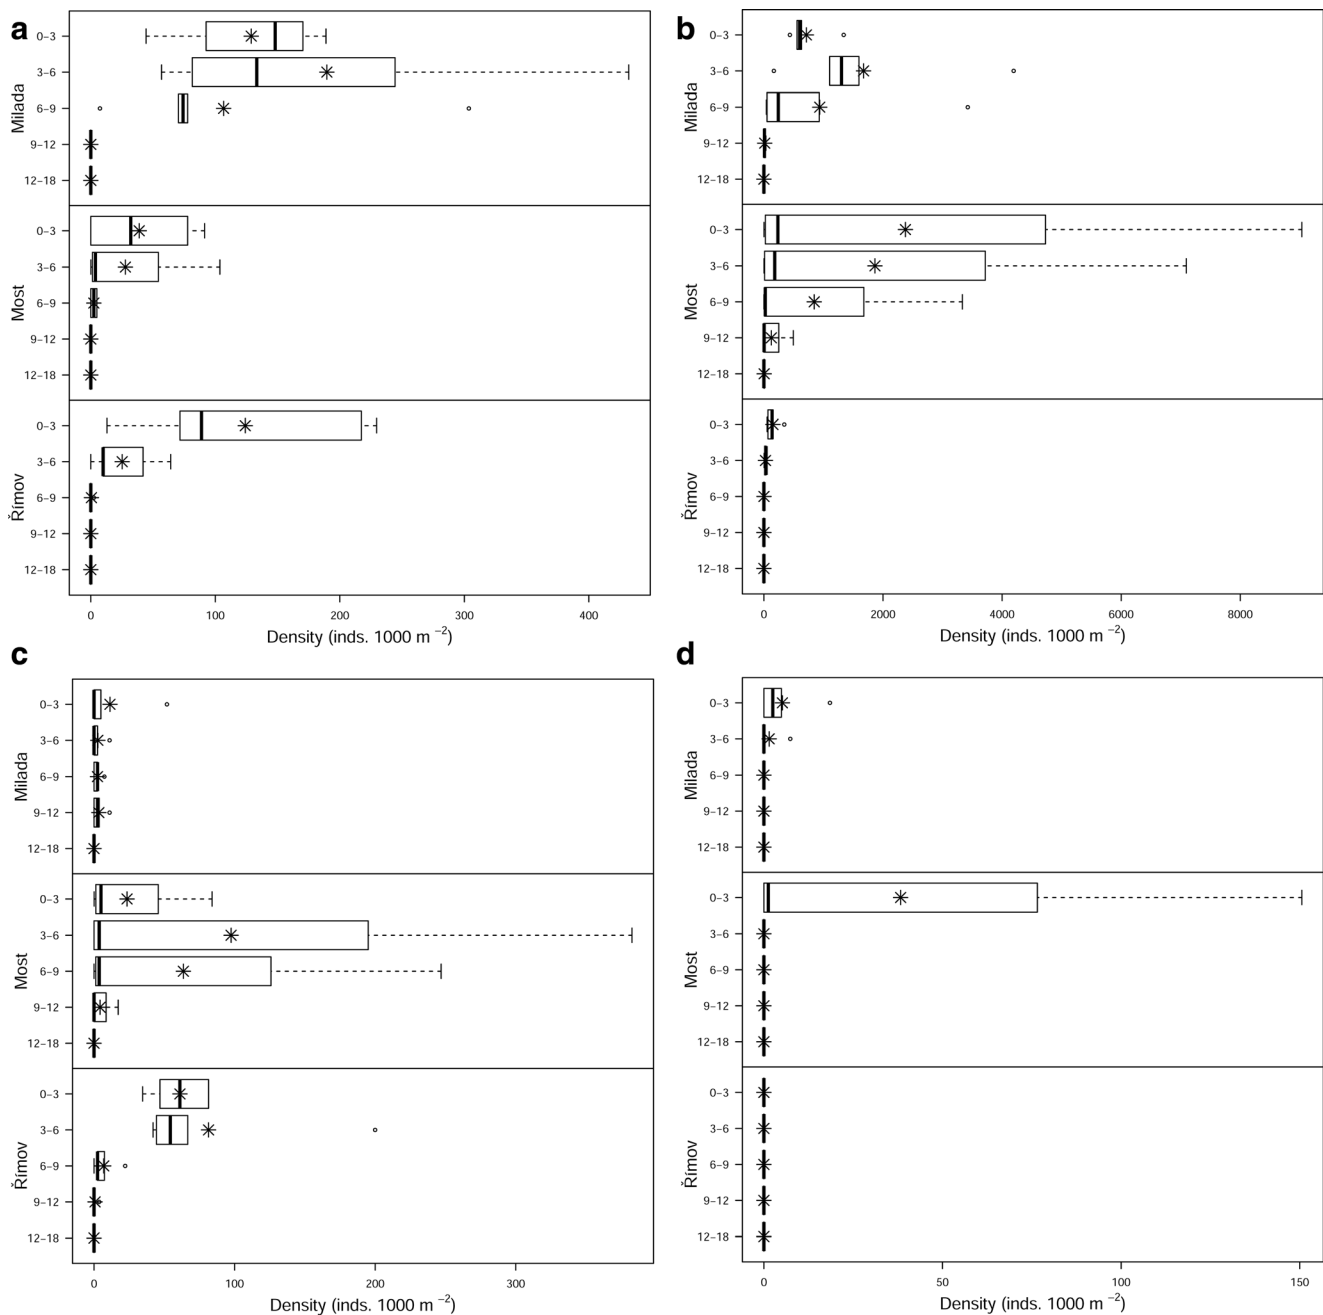 a
Milada
0–3
3–6
6–9
9–12
12–18
Most
0–3
3–6
6–9
9–12
12–18
Římov
0–3
3–6
6–9
9–12
12–18
0 100 200 300 400
Density (inds. 1000 m −2)
b
Milada
0–3
3–6
6–9
9–12
12–18
Most
0–3
3–6
6–9
9–12
12–18
Římov
0–3
3–6
6–9
9–12
12–18
0 2000 4000 6000 8000
Density (inds. 1000 m −2)
c
Milada
0–3
3–6
6–9
9–12
12–18
Most
0–3
3–6
6–9
9–12
12–18
Římov
0–3
3–6
6–9
9–12
12–18
0 100 200 300
Density (inds. 1000 m −2)
d
Milada
0–3
3–6
6–9
9–12
12–18
Most
0–3
3–6
6–9
9–12
12–18
Římov
0–3
3–6
6–9
9–12
12–18
0 50 100 150
Density (inds. 1000 m −2)